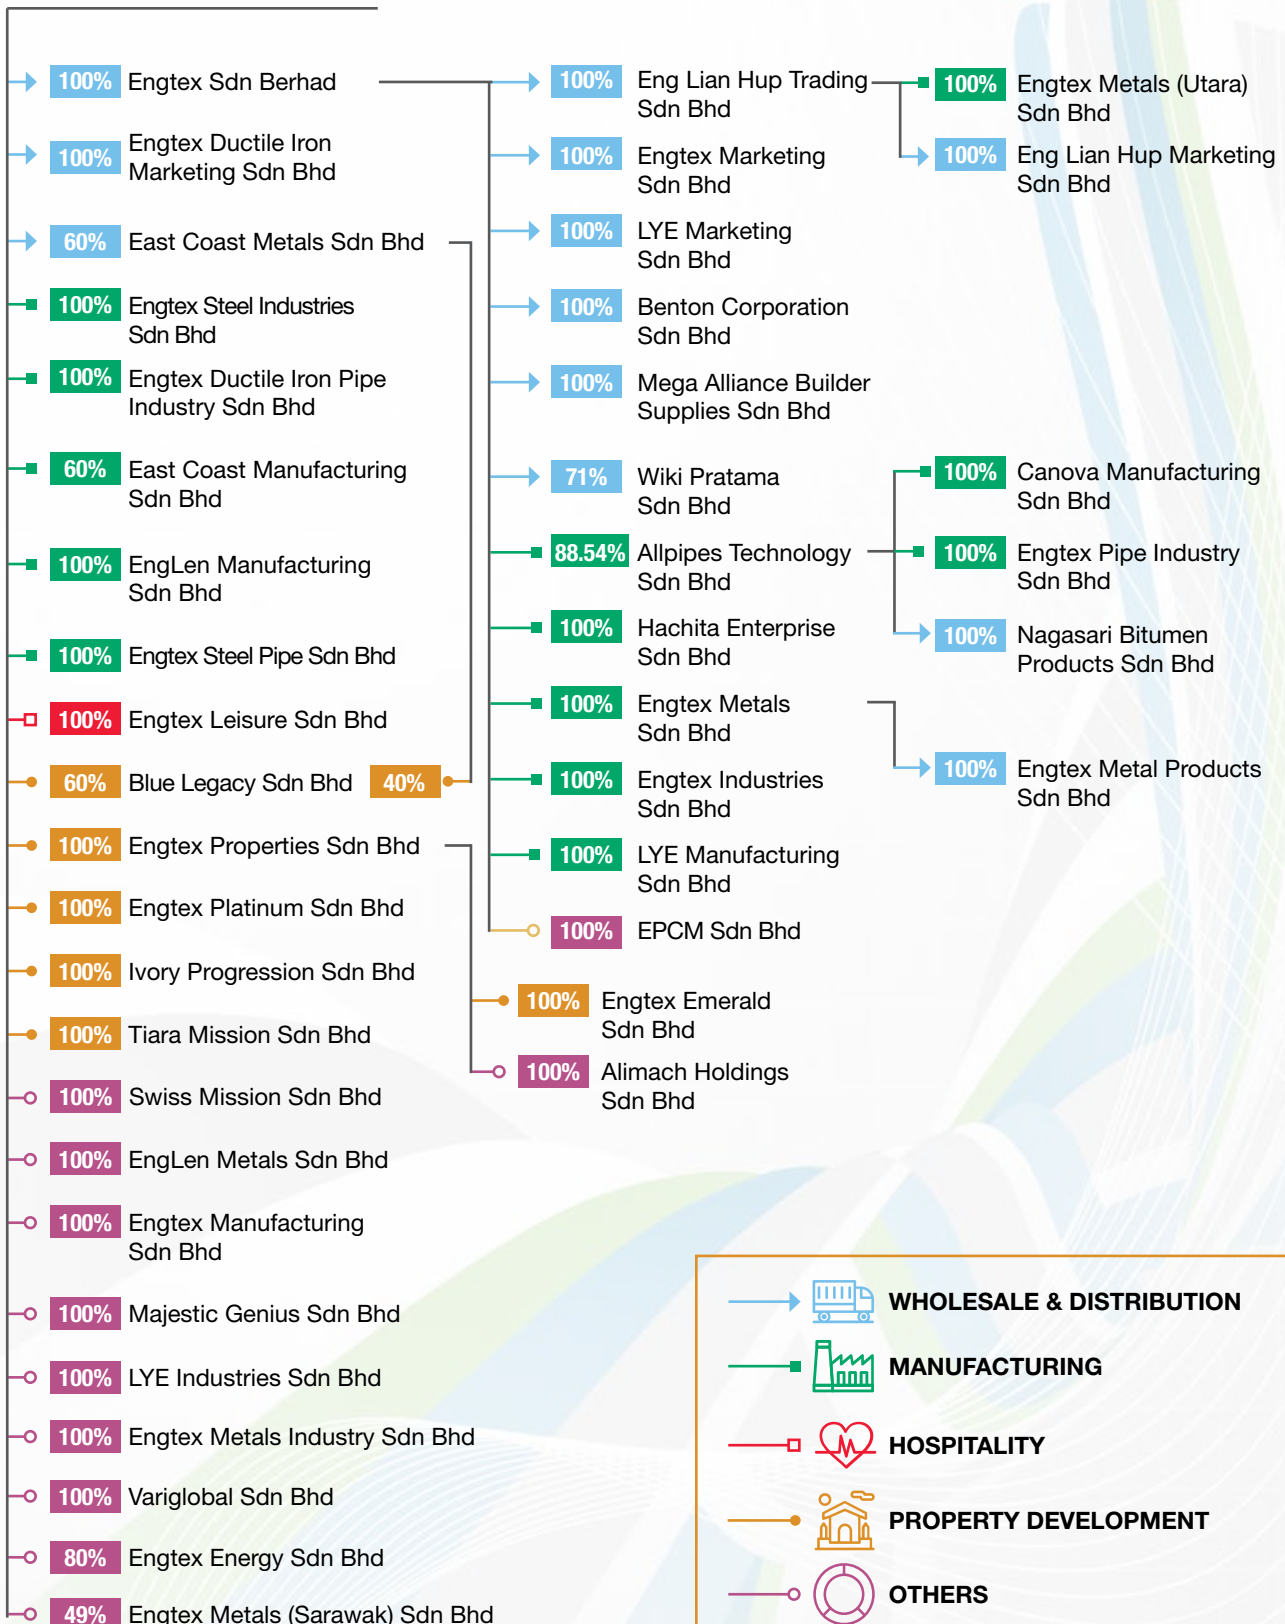 100% Engtex Sdn Berhad
100% Engtex Ductile Iron
Marketing Sdn Bhd
60% East Coast Metals Sdn Bhd
100% Engtex Steel Industries
Sdn Bhd
100% Engtex Ductile Iron Pipe
Industry Sdn Bhd
60% East Coast Manufacturing
Sdn Bhd
100% EngLen Manufacturing
Sdn Bhd
100% Engtex Steel Pipe Sdn Bhd
100% Engtex Leisure Sdn Bhd
60% Blue Legacy Sdn Bhd 40%
100% Engtex Properties Sdn Bhd
100% Engtex Platinum Sdn Bhd
100% Ivory Progression Sdn Bhd
100% Tiara Mission Sdn Bhd
100% Swiss Mission Sdn Bhd
100% EngLen Metals Sdn Bhd
100% Engtex Manufacturing
Sdn Bhd
100% Majestic Genius Sdn Bhd
100% LYE Industries Sdn Bhd
100% Engtex Metals Industry Sdn Bhd
100% Variglobal Sdn Bhd
80% Engtex Energy Sdn Bhd
49% Engtex Metals (Sarawak) Sdn Bhd
100% Eng Lian Hup Trading
Sdn Bhd
100% Engtex Marketing
Sdn Bhd
100% LYE Marketing
Sdn Bhd
100% Benton Corporation
Sdn Bhd
100% Mega Alliance Builder
Supplies Sdn Bhd
71% Wiki Pratama
Sdn Bhd
88.54% Allpipes Technology
Sdn Bhd
100% Hachita Enterprise
Sdn Bhd
100% Engtex Metals
Sdn Bhd
100% Engtex Industries
Sdn Bhd
100% LYE Manufacturing
Sdn Bhd
100% EPCM Sdn Bhd
100% Engtex Emerald
Sdn Bhd
100% Alimach Holdings
Sdn Bhd
100% Engtex Metals (Utara)
Sdn Bhd
100% Eng Lian Hup Marketing
Sdn Bhd
100% Canova Manufacturing
Sdn Bhd
100% Engtex Pipe Industry
Sdn Bhd
100% Nagasari Bitumen
Products Sdn Bhd
100% Engtex Metal Products
Sdn Bhd
WHOLESALE & DISTRIBUTION
MANUFACTURING
HOSPITALITY
PROPERTY DEVELOPMENT
OTHERS